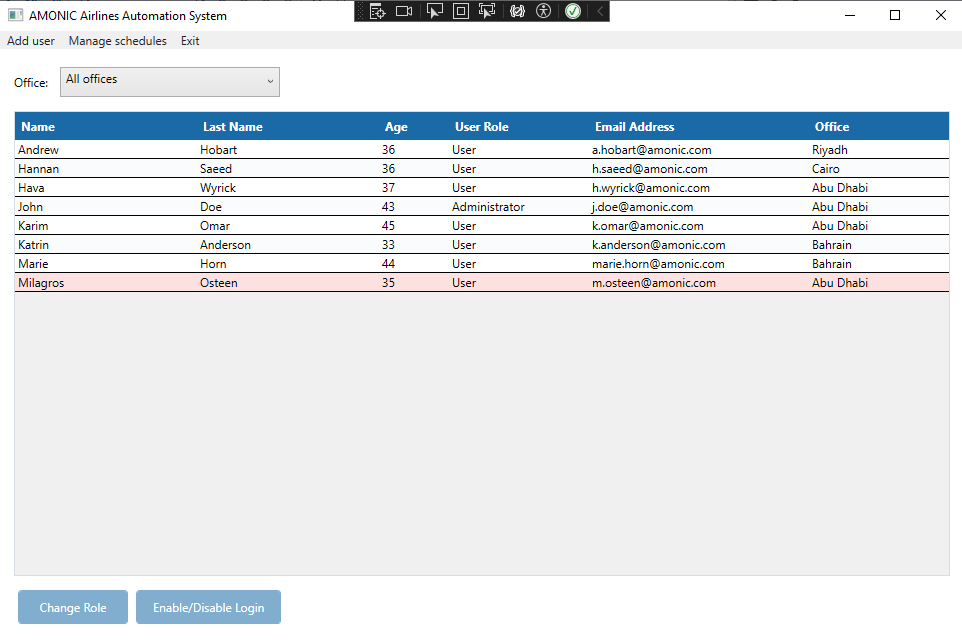 AMONIC Airlines Automation System
Add user Manage schedules Exit
Office: All offices
Name Last Name Age User Role Email Address Office
Andrew Hobart 36 User a.hobart@amonic.com Riyadh
Hannan Saeed 36 User h.saeed@amonic.com Cairo
Hava Wyrick 37 User h.wyrick@amonic.com Abu Dhabi
John Doe 43 Administrator j.doe@amonic.com Abu Dhabi
Karim Omar 45 User k.omar@amonic.com Abu Dhabi
Katrin Anderson 33 User k.anderson@amonic.com Bahrain
Marie Horn 44 User marie.horn@amonic.com Bahrain
Milagros Osteen 35 User m.osteen@amonic.com Abu Dhabi
Change Role Enable/Disable Login